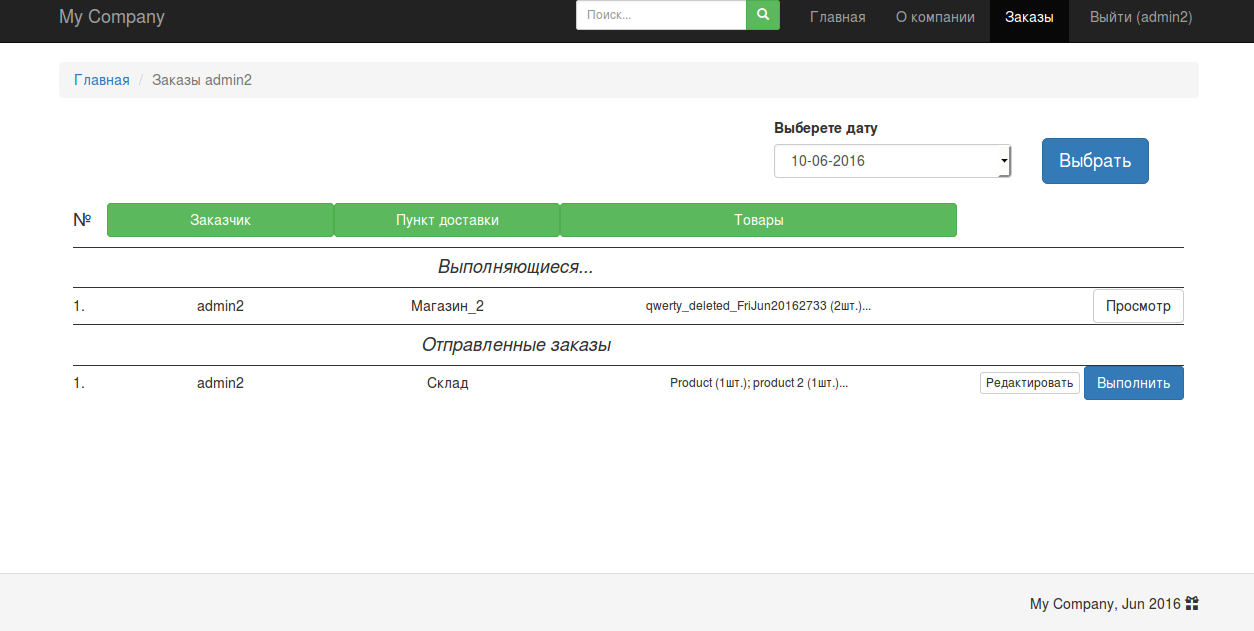 My Company Поиск... Главная О компании Заказы Выйти (admin2)
Главная / Заказы admin2
Выберете дату
10-06-2016 Выбрать
№ Заказчик Пункт доставки Товары
Выполняющиеся...
1. admin2 Магазин_2 qwerty_deleted_FriJun20162733 (2шт.)... Просмотр
Отправленные заказы
1. admin2 Склад Product (1шт.); product 2 (1шт.)... Редактировать Выполнить
My Company, Jun 2016